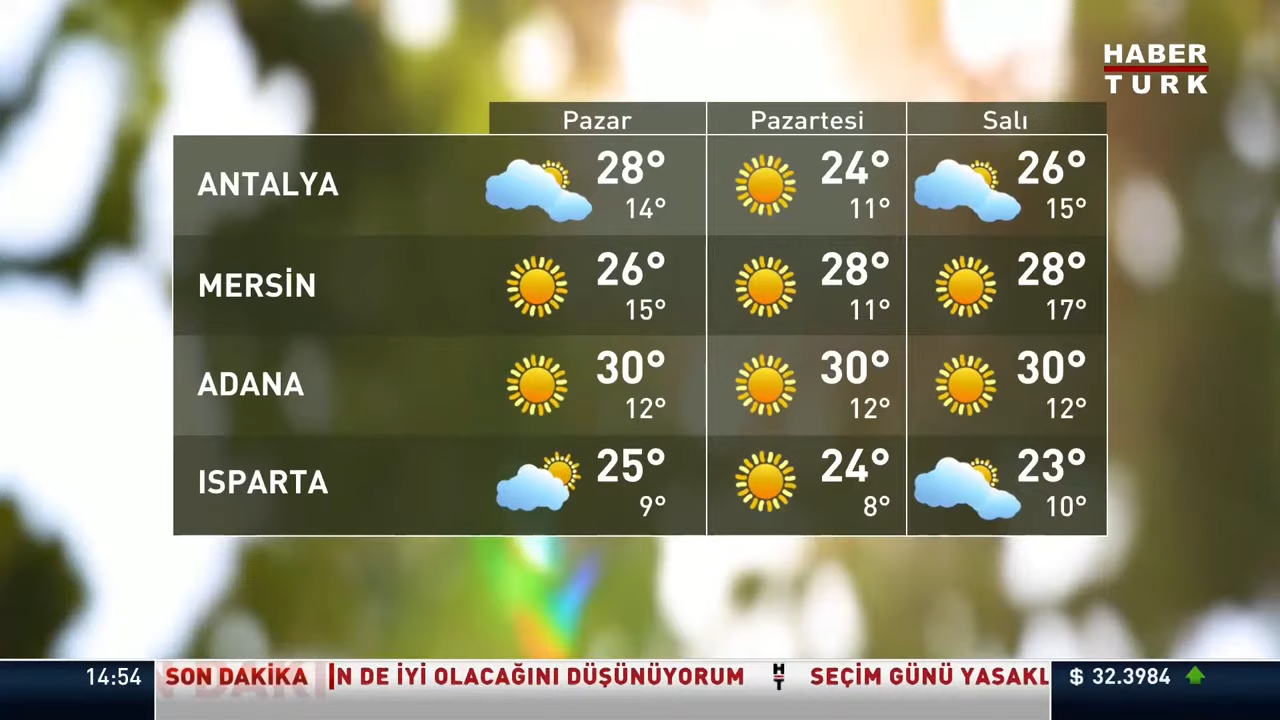 HABER
TURK
Pazar Pazartesi Salı
ANTALYA 28° 24° 26°
14° 11° 15°
MERSİN 26° 28° 28°
15° 11° 17°
ADANA 30° 30° 30°
12° 12° 12°
ISPARTA 25° 24° 23°
9° 8° 10°
14:54 SON DAKİKA N DE İYİ OLACAĞINI DÜŞÜNÜYORUM HT SEÇİM GÜNÜ YASAKL $ 32.3984